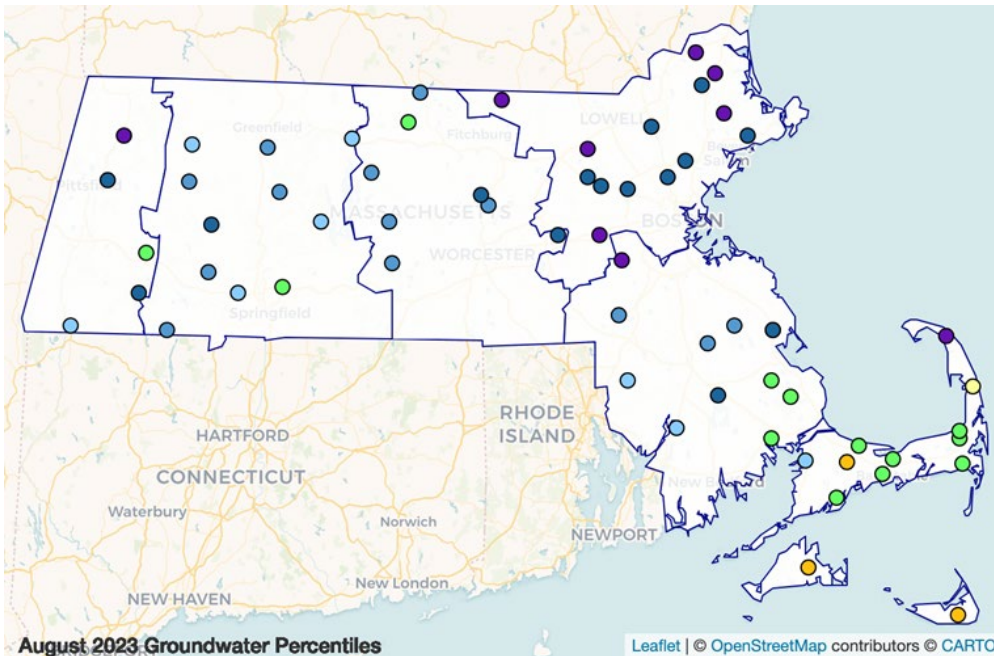 Greenfield
Fitchburg
LOWELL
Salem
Pittsfield
MASSACHUSETTS
BOSTON
WORCESTER
Springfield
RHODE
ISLAND
HARTFORD
CONNECTICUT
New Bedford
Waterbury
Norwich
NEWPORT
New London
NEW HAVEN
August 2023 Groundwater Percentiles
Leaflet | © OpenStreetMap contributors © CARTO